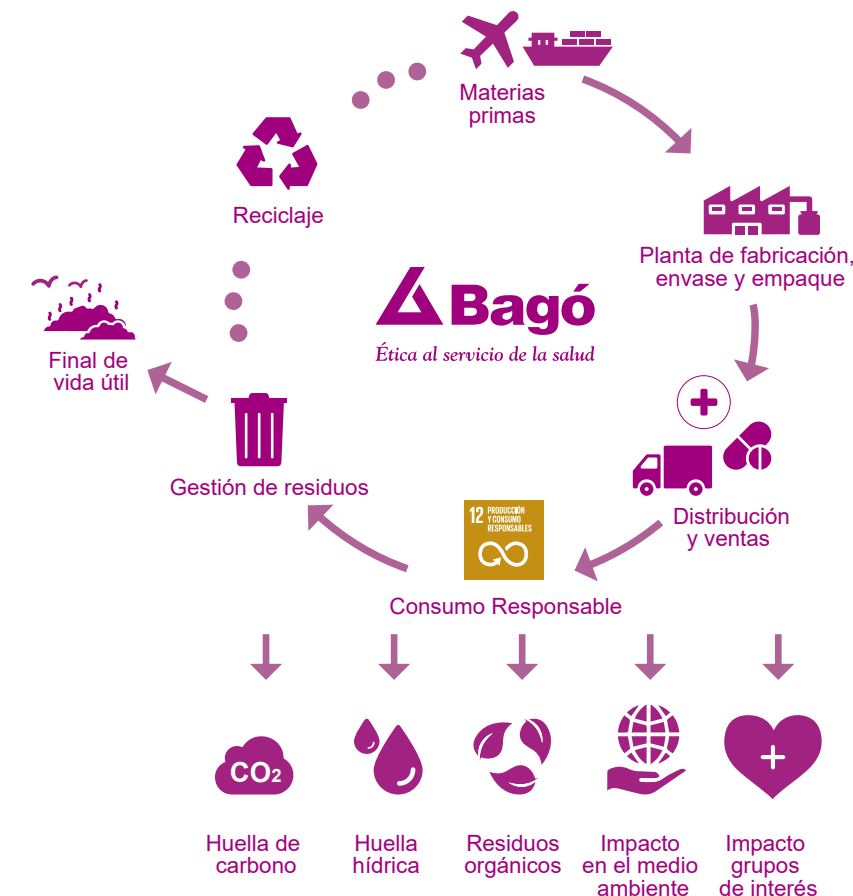 Materias
primas
Planta de fabricación,
envase y empaque
Reciclaje
Bagó
Ética al servicio de la salud
Final de
vida útil
Gestión de residuos
Distribución
y ventas
12 PRODUCCIÓN
Y CONSUMO
RESPONSABLES
Consumo Responsable
CO₂
Huella de
carbono
Huella
hídrica
Residuos
orgánicos
Impacto
en el medio
ambiente
Impacto
grupos
de interés